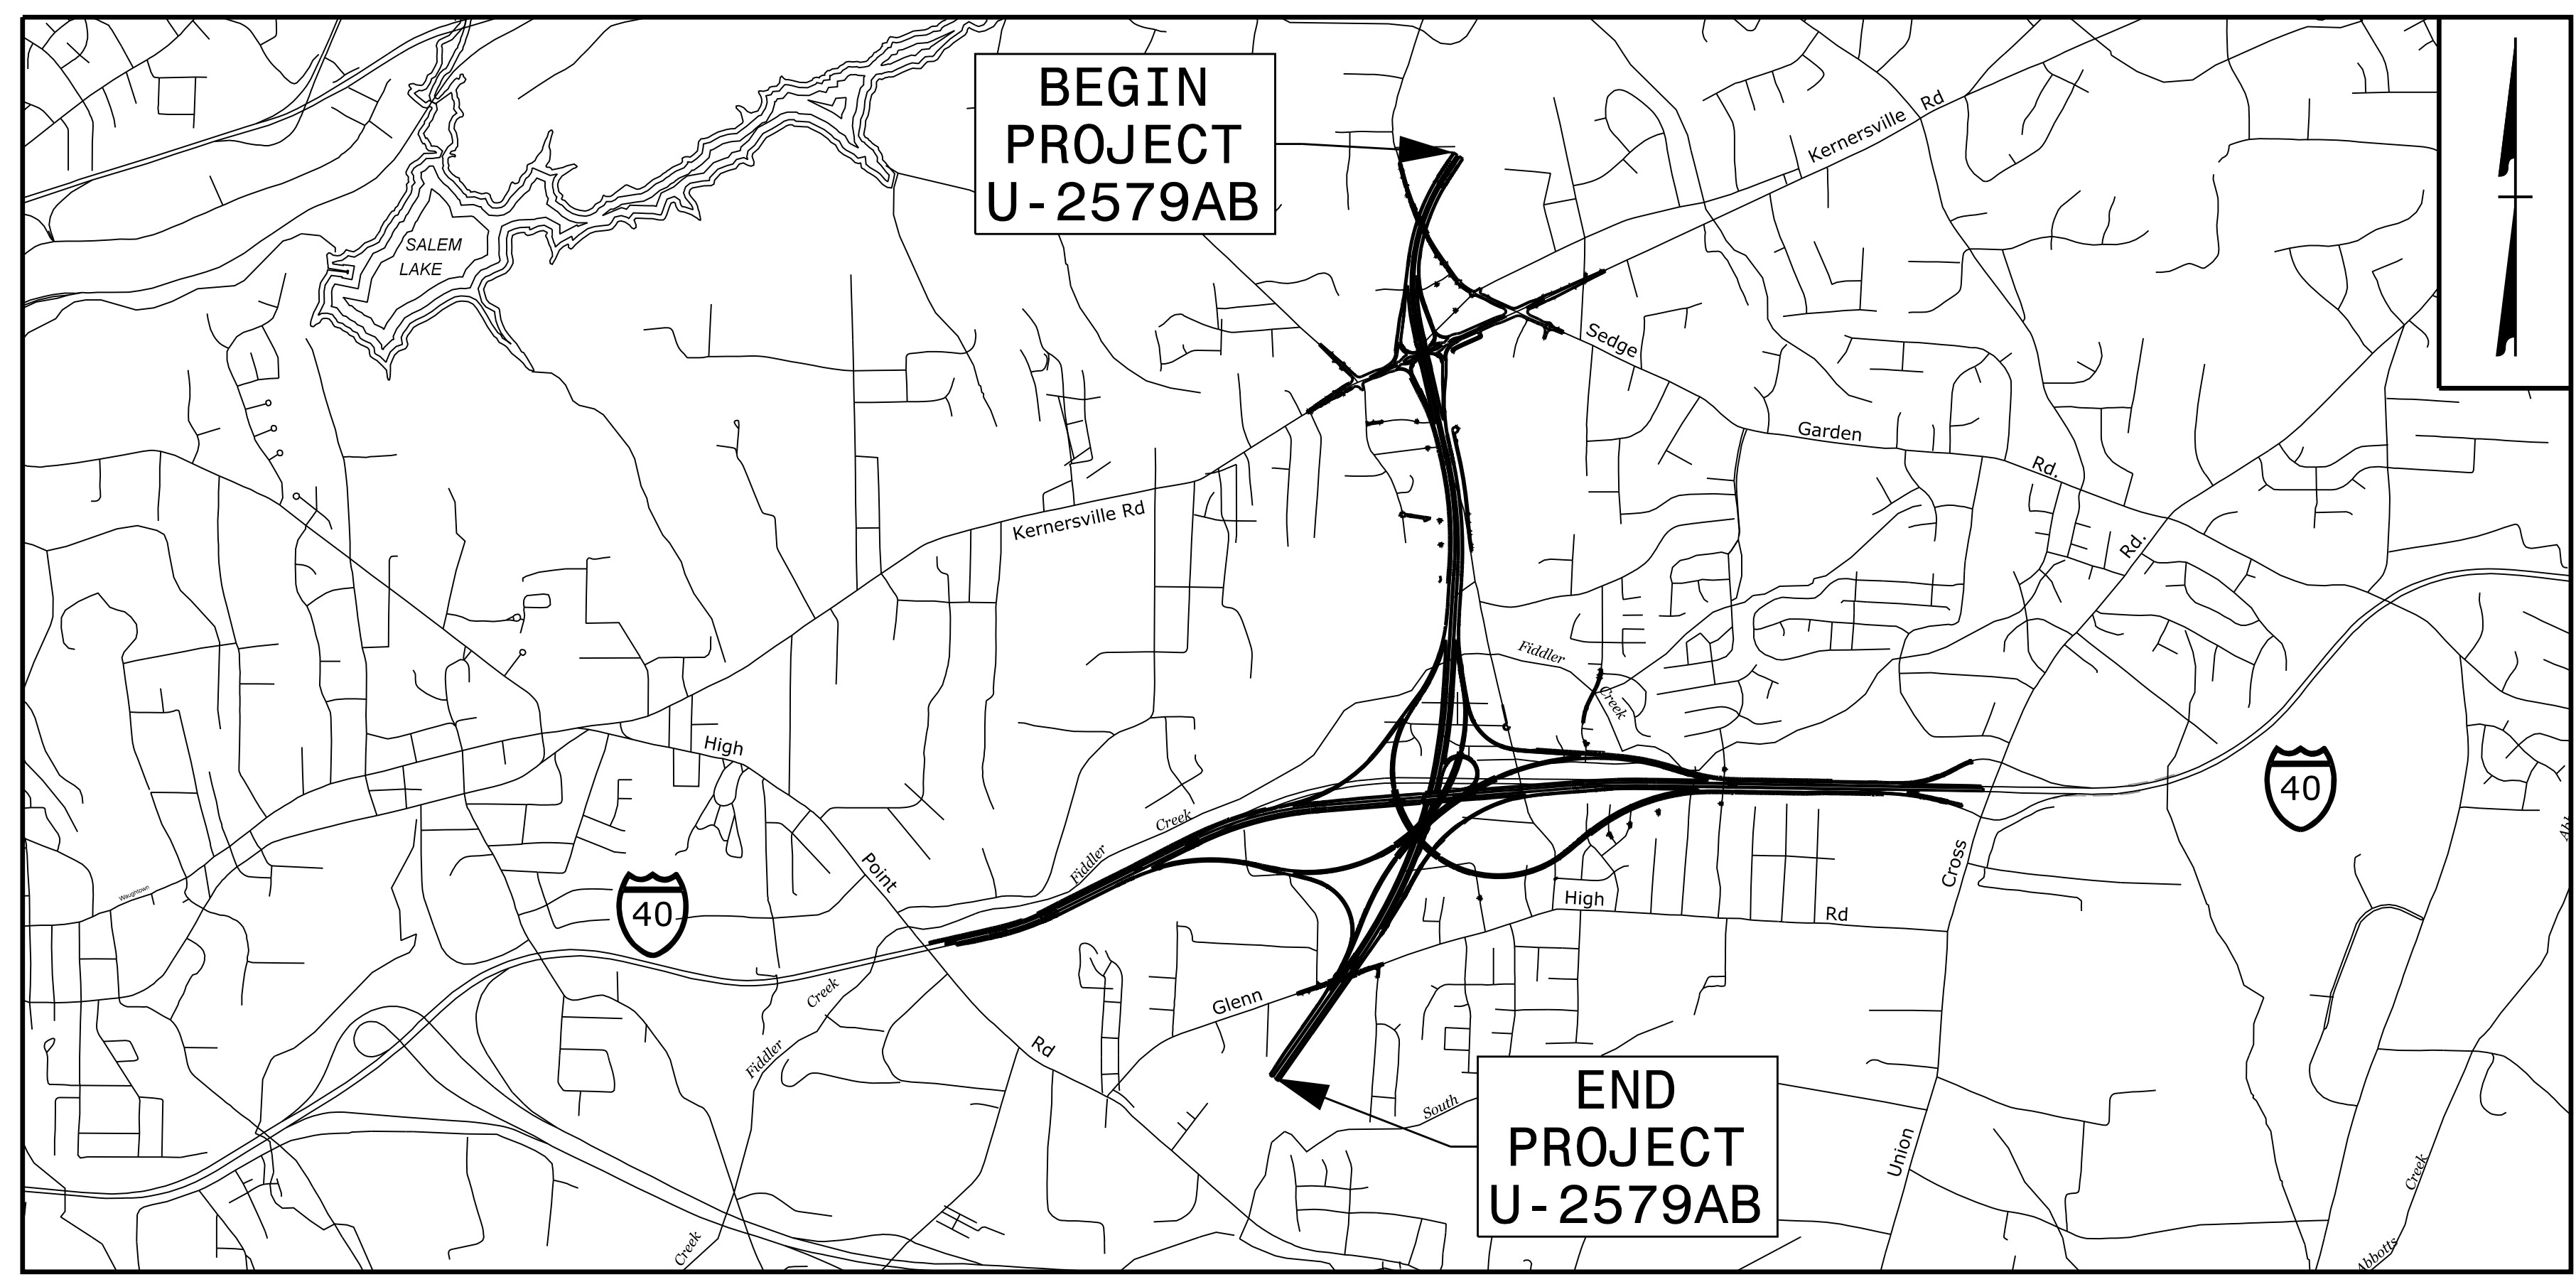 BEGIN
PROJECT
U-2579AB
Kernersville Rd
SALEM
LAKE
Sedge
Garden
Rd.
Kernersville Rd
Rd.
Fiddler
Creek
High
Creek
Fiddler
40
Point
Cross
40
Waughtown
High
Rd
Creek
Glenn
Fiddler
Rd
END
PROJECT
U-2579AB
South
Union
Creek
Creek
Abbotts